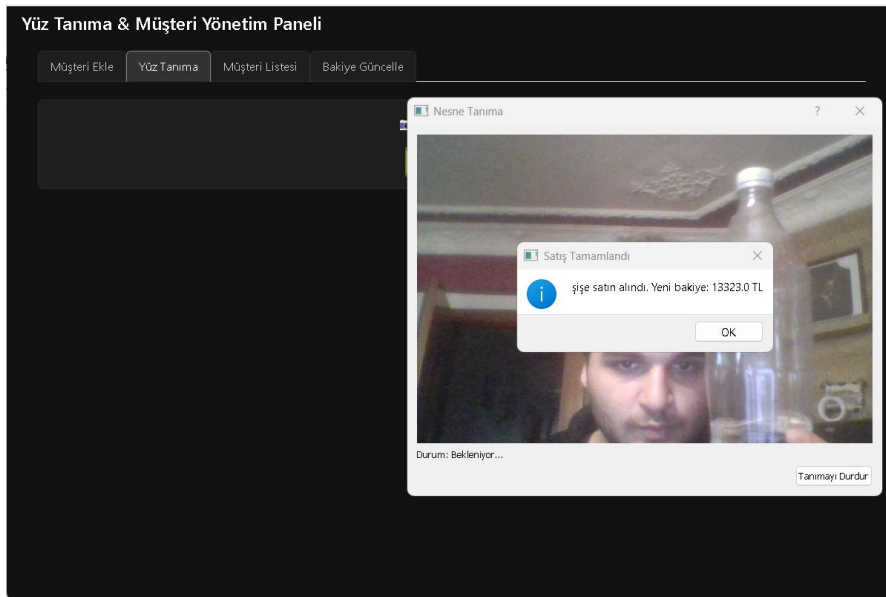 Yüz Tanıma & Müşteri Yönetim Paneli
Müşteri Ekle
Yüz Tanıma
Müşteri Listesi
Bakiye Güncelle
Nesne Tanıma
?
Satış Tamamlandı
şişe satın alındı. Yeni bakiye: 13323.0 TL
OK
Durum: Bekleniyor...
Tanımayı Durdur